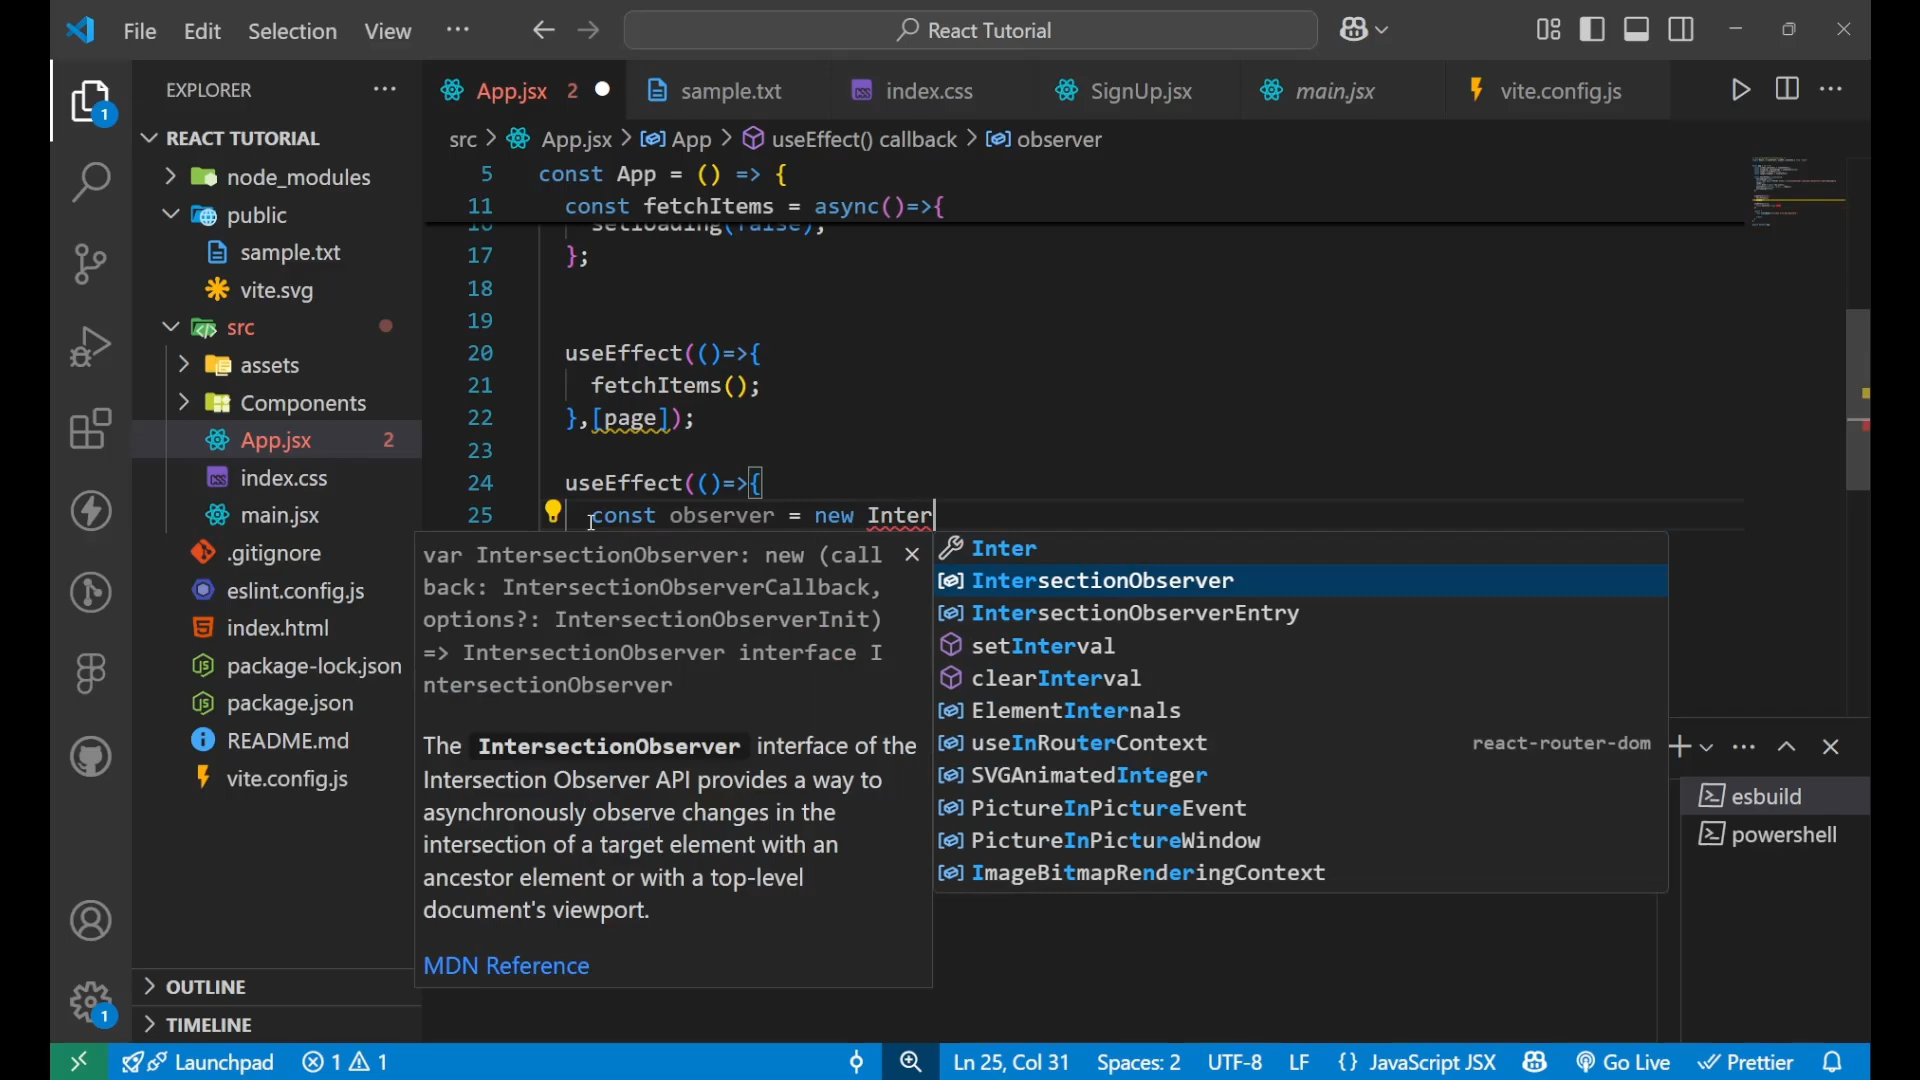 File Edit Selection View ··· React Tutorial
EXPLORER ···
App.jsx 2 sample.txt index.css SignUp.jsx main.jsx vite.config.js
REACT TUTORIAL
node_modules
public
sample.txt
vite.svg
src
assets
Components
App.jsx 2
index.css
main.jsx
.gitignore
eslint.config.js
index.html
package-lock.json
package.json
README.md
vite.config.js
OUTLINE
TIMELINE
1
1
src > App.jsx > App > useEffect() callback > observer
5 const App = () => {
11 const fetchItems = async()=>{
16 setloading(false);
17 };
18
19
20 useEffect(()=>{
21 fetchItems();
22 },[page]);
23
24 useEffect(()=>{
25 const observer = new Inter
var IntersectionObserver: new (call
back: IntersectionObserverCallback,
options?: IntersectionObserverInit)
=> IntersectionObserver interface I
ntersectionObserver
The IntersectionObserver interface of the
Intersection Observer API provides a way to
asynchronously observe changes in the
intersection of a target element with an
ancestor element or with a top-level
document's viewport.
MDN Reference
Inter
IntersectionObserver
IntersectionObserverEntry
setInterval
clearInterval
ElementInternals
useInRouterContext react-router-dom
SVGAnimatedInteger
PictureInPictureEvent
PictureInPictureWindow
ImageBitmapRenderingContext
esbuild
powershell
Launchpad 1 1 Ln 25, Col 31 Spaces: 2 UTF-8 LF {} JavaScript JSX Go Live Prettier